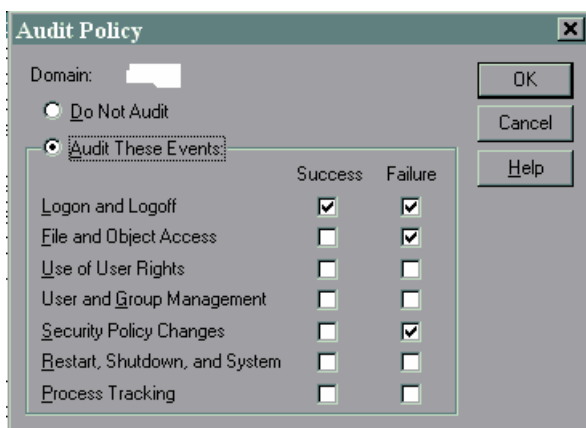 Audit Policy
Domain:
Do Not Audit
Audit These Events:
Success Failure
Logon and Logoff
File and Object Access
Use of User Rights
User and Group Management
Security Policy Changes
Restart, Shutdown, and System
Process Tracking
OK
Cancel
Help